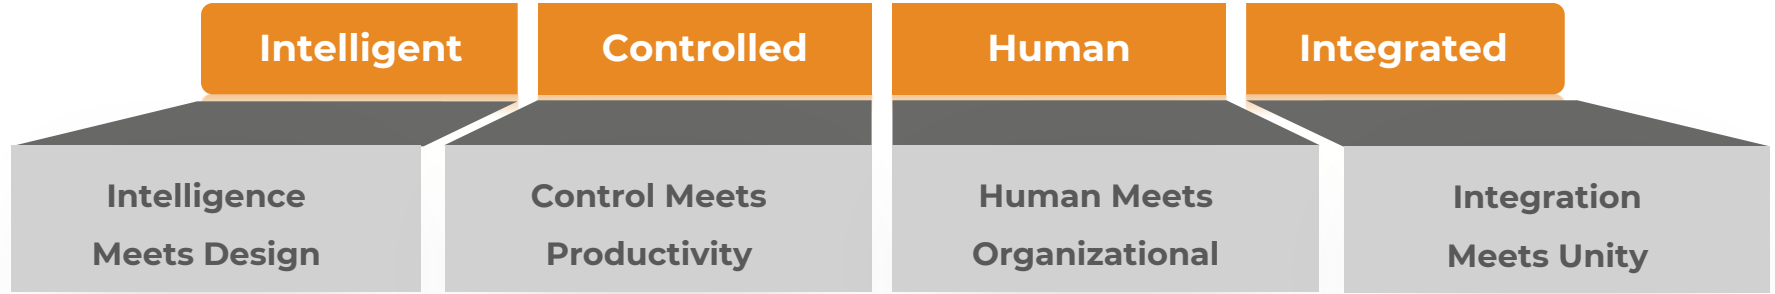 Intelligent
Controlled
Human
Integrated
Intelligence
Meets Design
Control Meets
Productivity
Human Meets
Organizational
Integration
Meets Unity